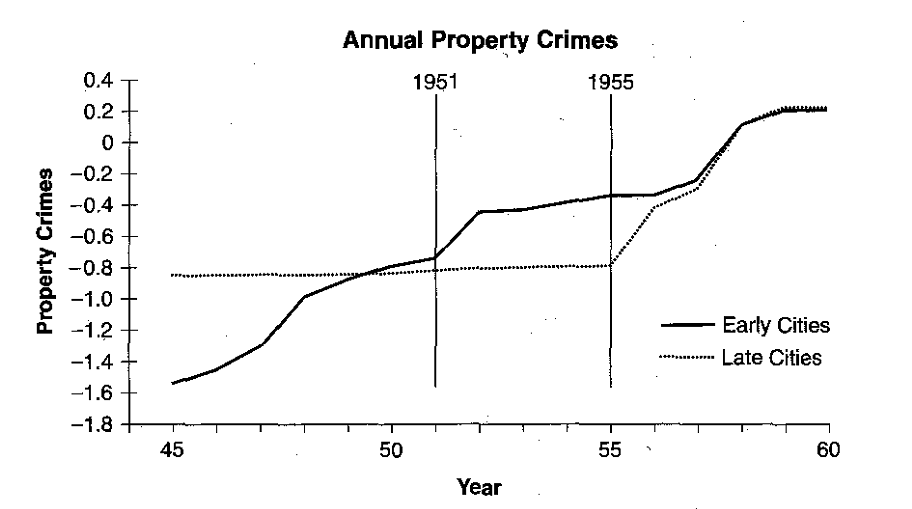 Annual Property Crimes
1951 1955
0.4
0.2
0
−0.2
−0.4
−0.6
−0.8
−1.0
−1.2
−1.4
−1.6
−1.8
Property Crimes
Early Cities
Late Cities
45 50 55 60
Year